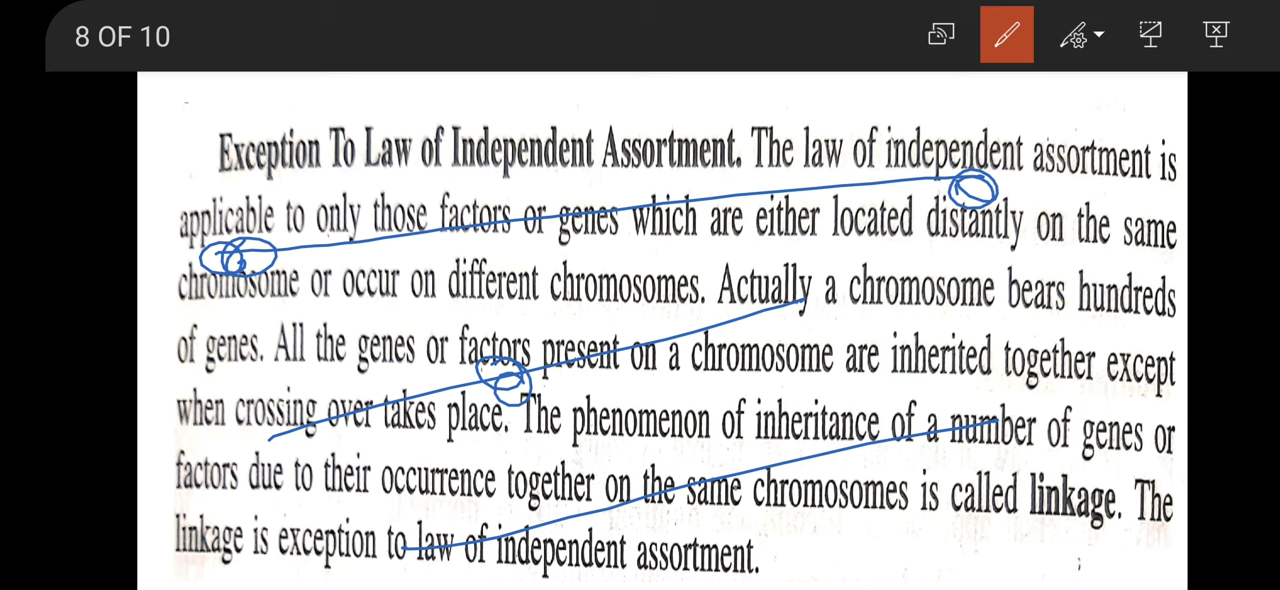 8 OF 10
Exception To Law of Independent Assortment. The law of independent assortment is
applicable to only those factors or genes which are either located distantly on the same
chromosome or occur on different chromosomes. Actually a chromosome bears hundreds
of genes. All the genes or factors present on a chromosome are inherited together except
when crossing over takes place. The phenomenon of inheritance of a number of genes or
factors due to their occurrence together on the same chromosomes is called linkage. The
linkage is exception to law of independent assortment.